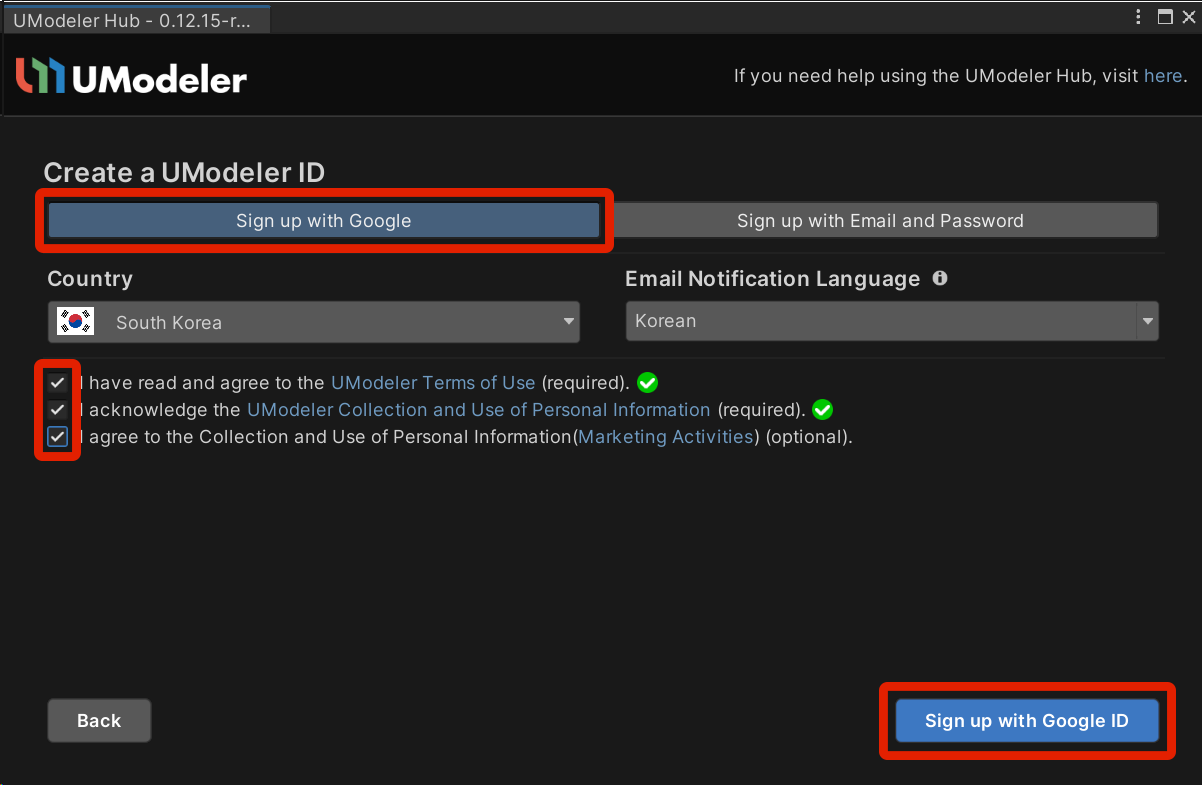 UModeler Hub - 0.12.15-r...
UModeler
If you need help using the UModeler Hub, visit here.
Create a UModeler ID
Sign up with Google
Sign up with Email and Password
Country
Email Notification Language
South Korea
Korean
I have read and agree to the UModeler Terms of Use (required).
I acknowledge the UModeler Collection and Use of Personal Information (required).
I agree to the Collection and Use of Personal Information(Marketing Activities) (optional).
Back
Sign up with Google ID